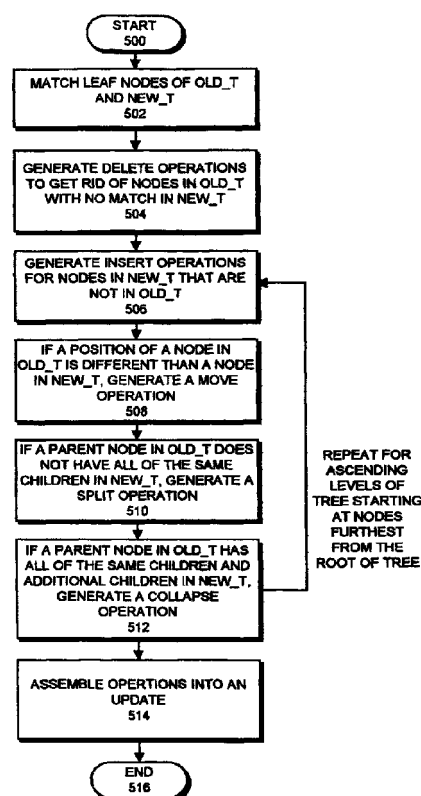 START
500
MATCH LEAF NODES OF OLD_T
AND NEW_T
502
GENERATE DELETE OPERATIONS
TO GET RID OF NODES IN OLD_T
WITH NO MATCH IN NEW_T
504
GENERATE INSERT OPERATIONS
FOR NODES IN NEW_T THAT ARE
NOT IN OLD_T
506
IF A POSITION OF A NODE IN
OLD_T IS DIFFERENT THAN A NODE
IN NEW_T, GENERATE A MOVE
OPERATION
508
IF A PARENT NODE IN OLD_T DOES
NOT HAVE ALL OF THE SAME
CHILDREN IN NEW_T, GENERATE A
SPLIT OPERATION
510
IF A PARENT NODE IN OLD_T HAS
ALL OF THE SAME CHILDREN AND
ADDITIONAL CHILDREN IN NEW_T,
GENERATE A COLLAPSE
OPERATION
512
REPEAT FOR
ASCENDING
LEVELS OF
TREE STARTING
AT NODES
FURTHEST
FROM THE
ROOT OF TREE
ASSEMBLE OPERTIONS INTO AN
UPDATE
514
END
516